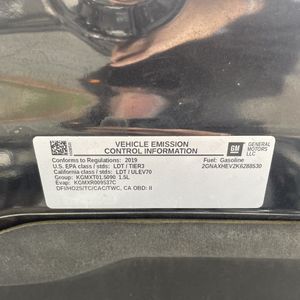 VEHICLE EMISSION
CONTROL INFORMATION
GM
GENERAL
MOTORS
LLC
Conforms to Regulations: 2019
Fuel: Gasoline
U.S. EPA class / stds: LDT / TIER3
California class / stds: LDT / ULEV70
Group: KGMXT01.5090 1.5L
Evap: KGMXR0095
DFI/HO2S/TC/CAC/TWC, CA OBD: II